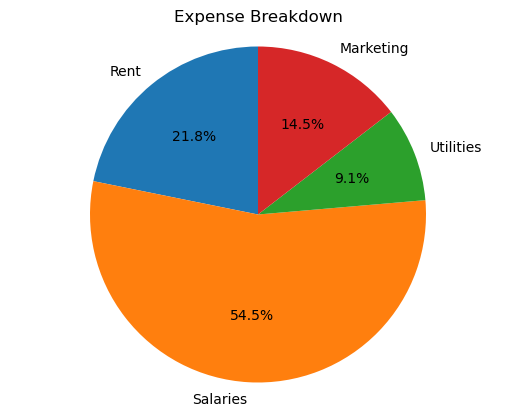 Expense Breakdown
Marketing
Rent
14.5%
21.8%
Utilities
9.1%
54.5%
Salaries